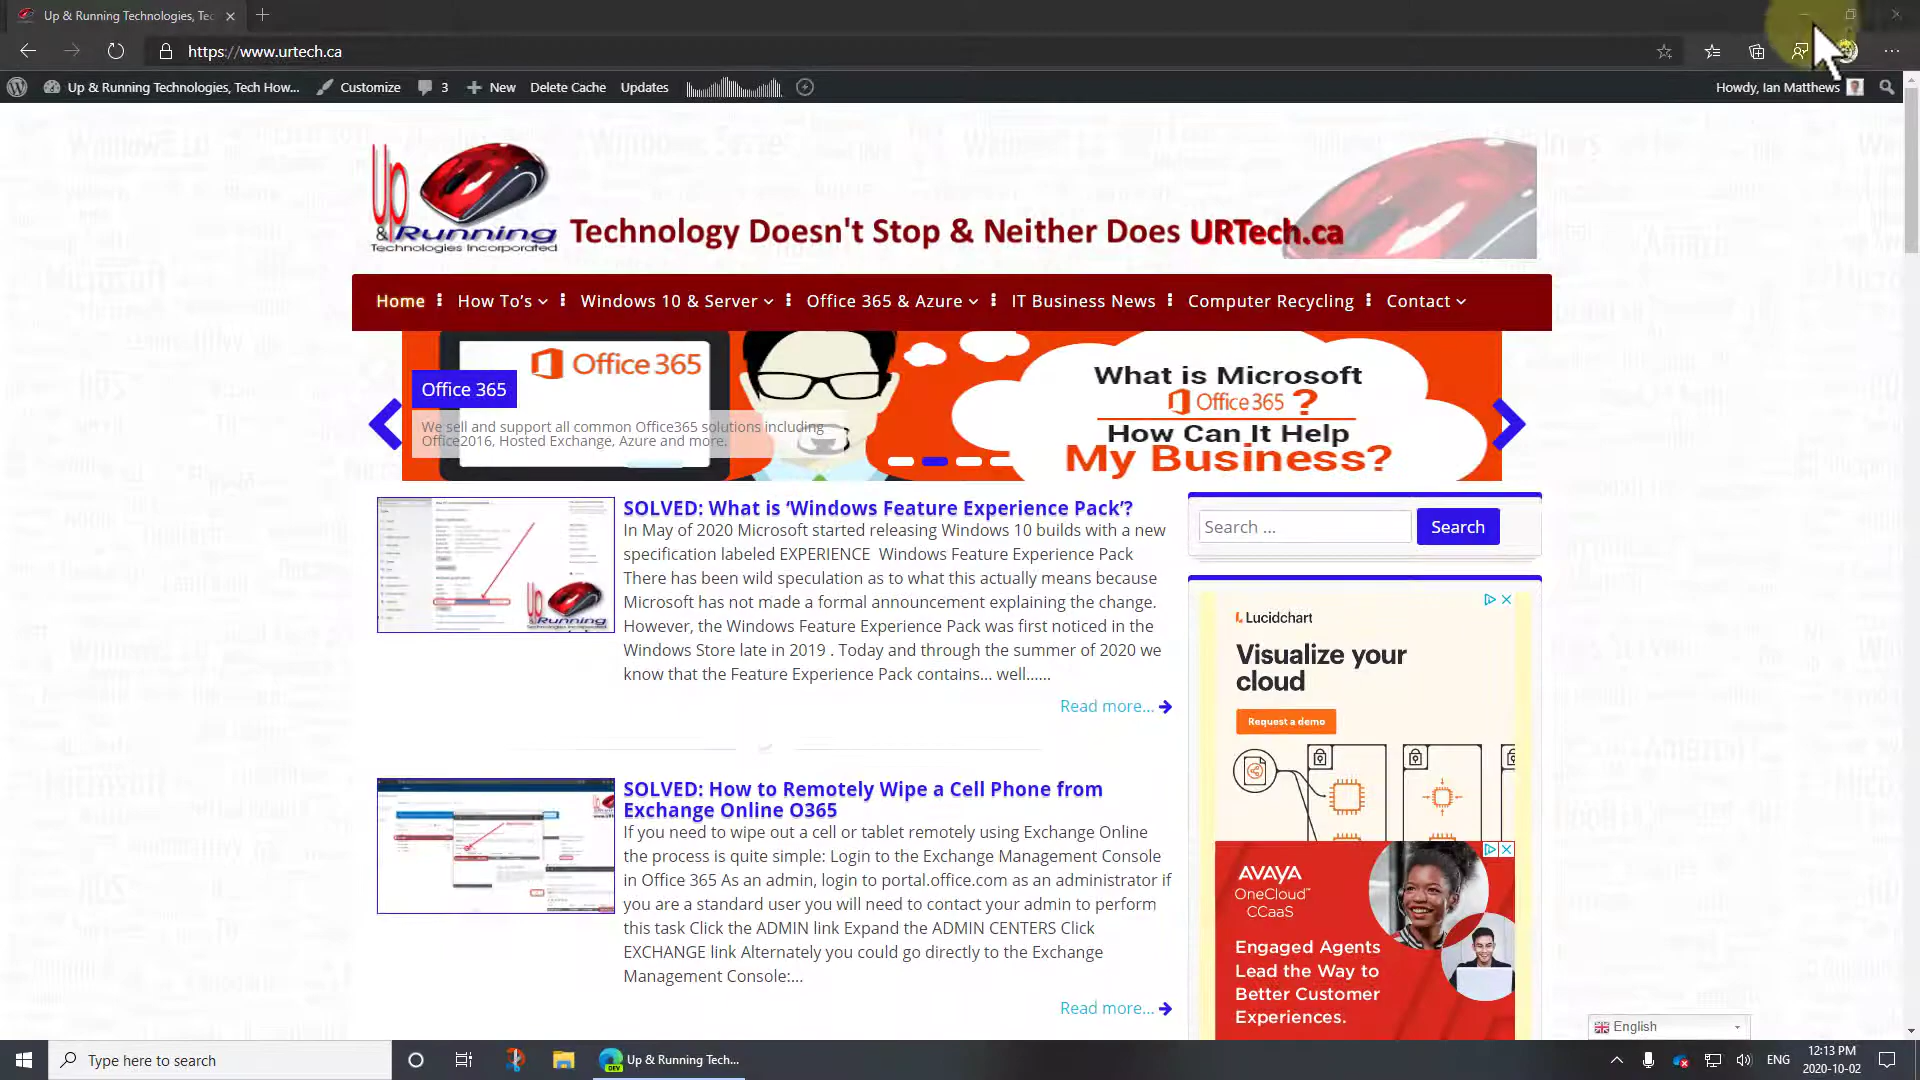 Up & Running Technologies, Tec
https://www.urtech.ca
Up & Running Technologies, Tech How... Customize 3 New Delete Cache Updates Howdy, Ian Matthews
Up
&Running
Technologies Incorporated
Technology Doesn't Stop & Neither Does URTech.ca
Home How To's Windows 10 & Server Office 365 & Azure IT Business News Computer Recycling Contact
Office 365
Office 365
We sell and support all common Office365 solutions including
Office2016, Hosted Exchange, Azure and more.
What is Microsoft
Office 365 ?
How Can It Help
My Business?
SOLVED: What is ‘Windows Feature Experience Pack’?
In May of 2020 Microsoft started releasing Windows 10 builds with a new
specification labeled EXPERIENCE Windows Feature Experience Pack
There has been wild speculation as to what this actually means because
Microsoft has not made a formal announcement explaining the change.
However, the Windows Feature Experience Pack was first noticed in the
Windows Store late in 2019 . Today and through the summer of 2020 we
know that the Feature Experience Pack contains... well......
Read more...
Search ... Search
Lucidchart
Visualize your
cloud
Request a demo
SOLVED: How to Remotely Wipe a Cell Phone from
Exchange Online O365
If you need to wipe out a cell or tablet remotely using Exchange Online
the process is quite simple: Login to the Exchange Management Console
in Office 365 As an admin, login to portal.office.com as an administrator if
you are a standard user you will need to contact your admin to perform
this task Click the ADMIN link Expand the ADMIN CENTERS Click
EXCHANGE link Alternately you could go directly to the Exchange
Management Console:...
Read more...
AVAYA
OneCloud™
CCaaS
Engaged Agents
Lead the Way to
Better Customer
Experiences.
English
Type here to search
DEV
Up & Running Tech...
ENG
12:13 PM
2020-10-02